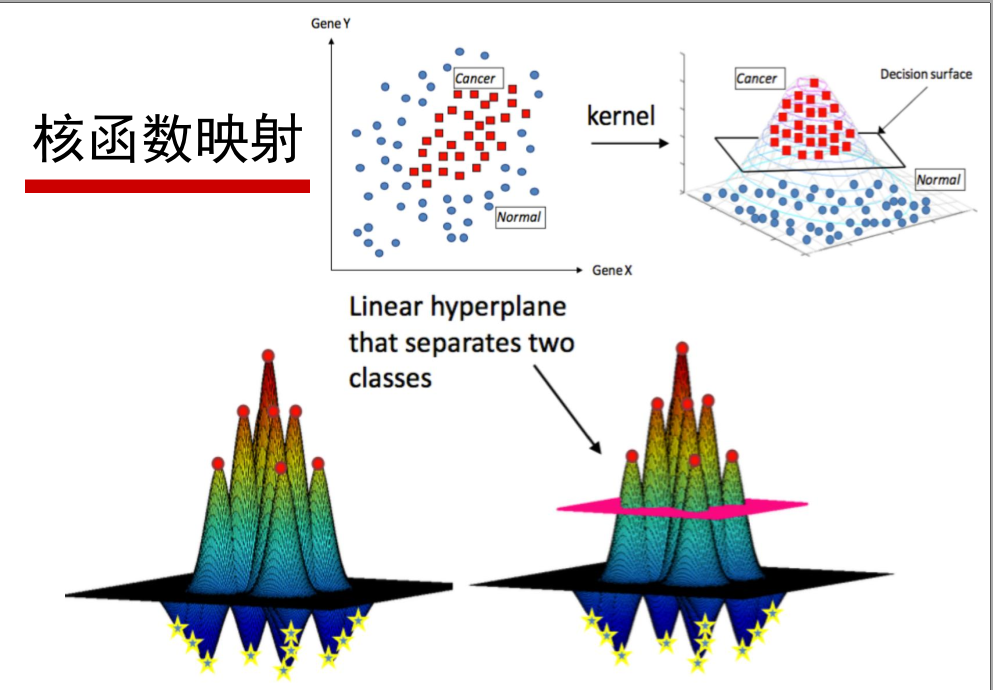 核函数映射
Gene Y
Cancer
Normal
Gene X
kernel
Cancer
Decision surface
Normal
Linear hyperplane
that separates two
classes